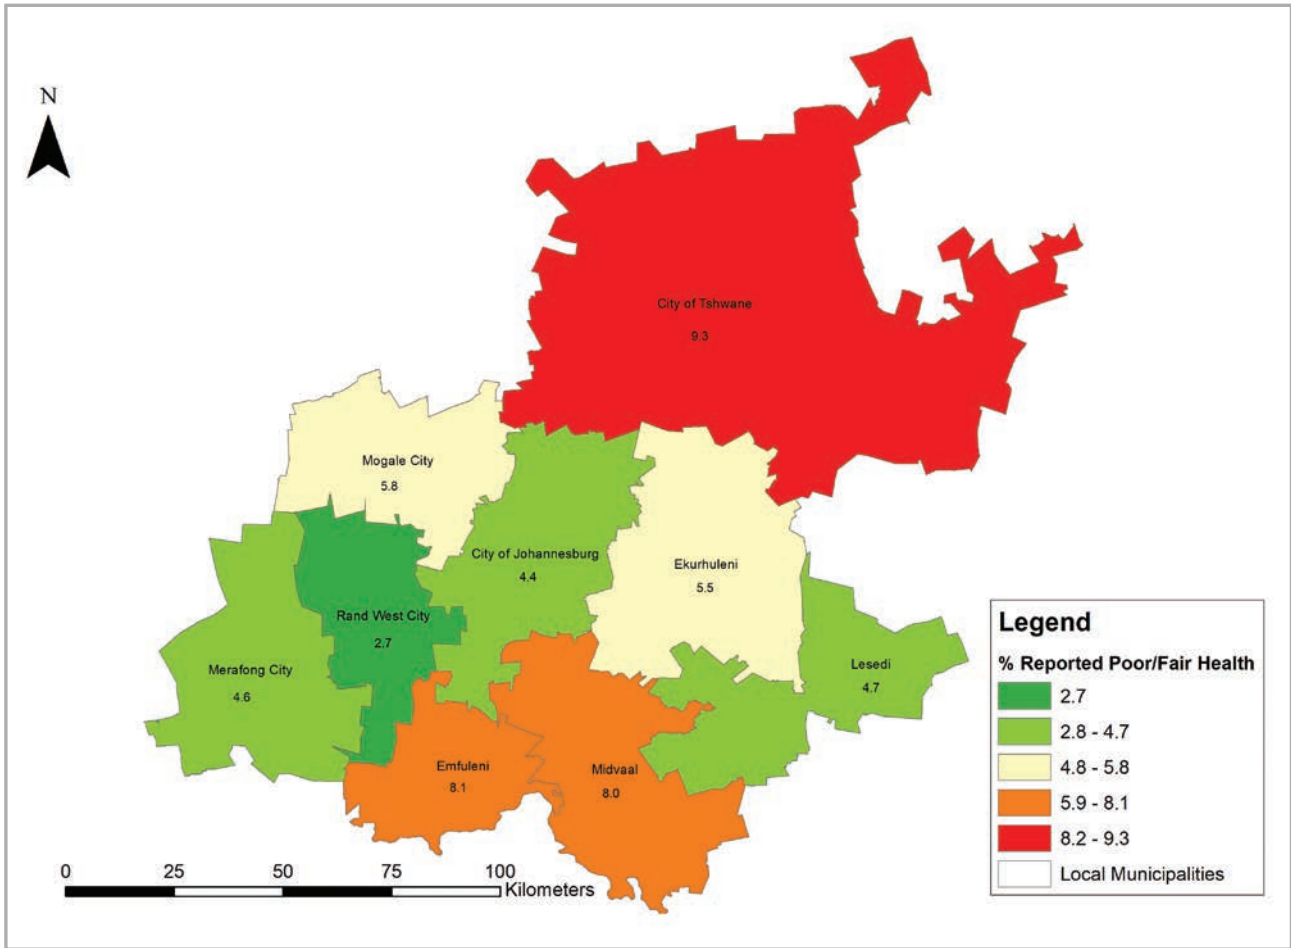 N
City of Tshwane
9.3
Mogale City
5.8
City of Johannesburg
4.4
Ekurhuleni
5.5
Rand West City
2.7
Merafong City
4.6
Lesedi
4.7
Emfuleni
8.1
Midvaal
8.0
Legend
% Reported Poor/Fair Health
2.7
2.8 - 4.7
4.8 - 5.8
5.9 - 8.1
8.2 - 9.3
Local Municipalities
0 25 50 75 100
Kilometers